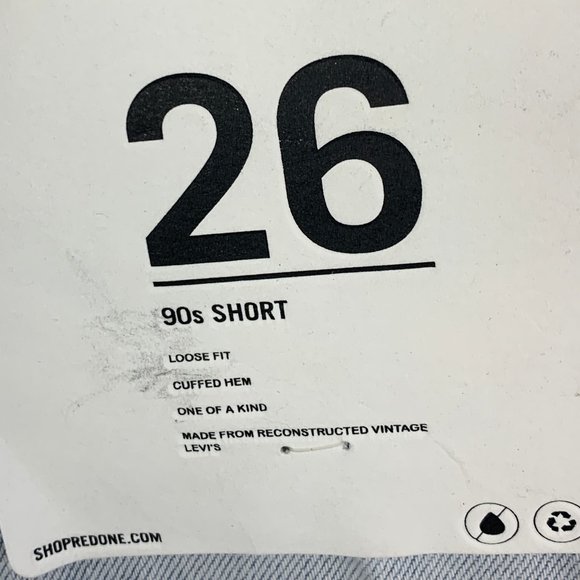 26
90s SHORT
LOOSE FIT
CUFFED HEM
ONE OF A KIND
MADE FROM RECONSTRUCTED VINTAGE
LEVI'S
SHOPREDONE.COM